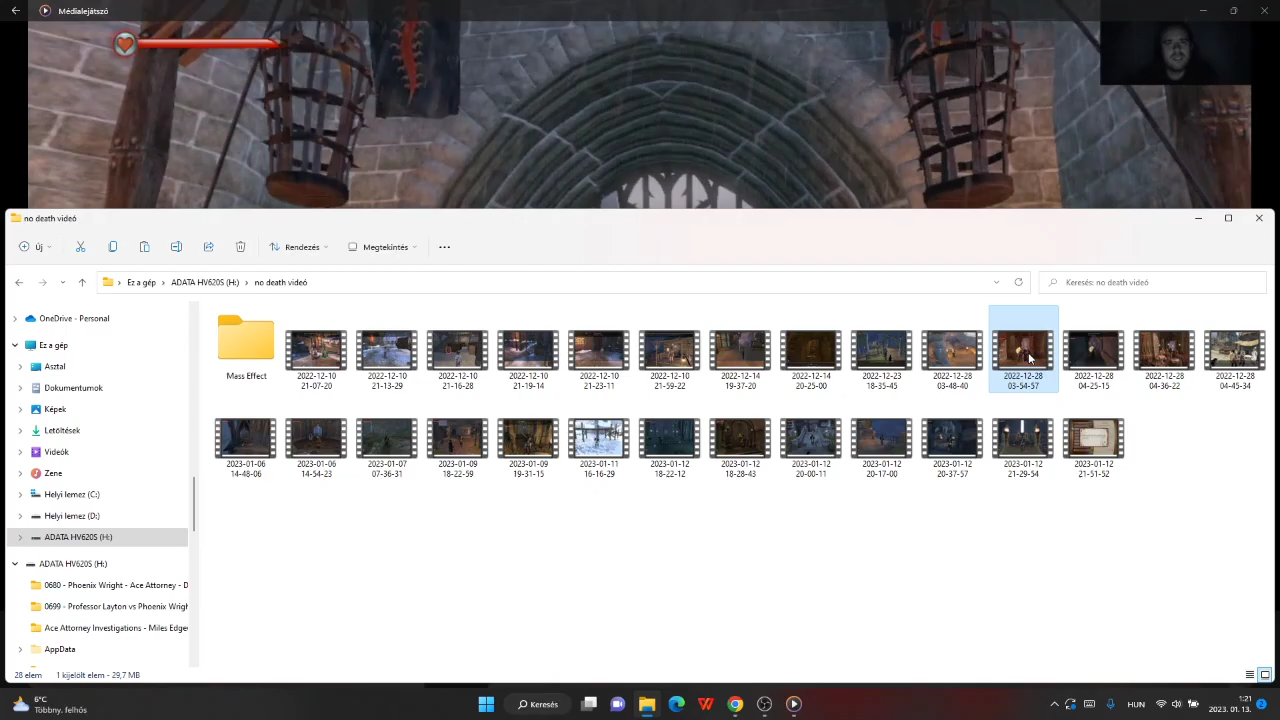 Médialejátszó
no death videó
Új
Rendezés
Megtekintés
Ez a gép > ADATA HV620S (H:) > no death videó
Keresés: no death videó
OneDrive - Personal
Ez a gép
Asztal
Dokumentumok
Képek
Letöltések
Videók
Zene
Helyi lemez (C:)
Helyi lemez (D:)
ADATA HV620S (H:)
ADATA HV620S (H:)
0680 - Phoenix Wright - Ace Attorney - D
0699 - Professor Layton vs Phoenix Wrigh
Ace Attorney Investigations - Miles Edge
AppData
Mass Effect
2022-12-10 21-07-20
2022-12-10 21-13-29
2022-12-10 21-16-28
2022-12-10 21-19-14
2022-12-10 21-23-11
2022-12-10 21-59-22
2022-12-14 19-37-20
2022-12-14 20-25-00
2022-12-23 18-35-45
2022-12-28 03-48-40
2022-12-28 03-54-57
2022-12-28 04-25-15
2022-12-28 04-36-22
2022-12-28 04-45-34
2023-01-06 14-48-06
2023-01-06 14-54-23
2023-01-07 07-36-31
2023-01-09 18-22-59
2023-01-09 19-31-15
2023-01-11 16-16-29
2023-01-12 18-22-12
2023-01-12 18-28-43
2023-01-12 20-00-11
2023-01-12 20-17-00
2023-01-12 20-37-57
2023-01-12 21-29-54
2023-01-12 21-51-52
28 elem 1 kijelölt elem - 29,7 MB
6°C
Többny. felhős
Keresés
HUN
1:21
2023. 01. 13.
2